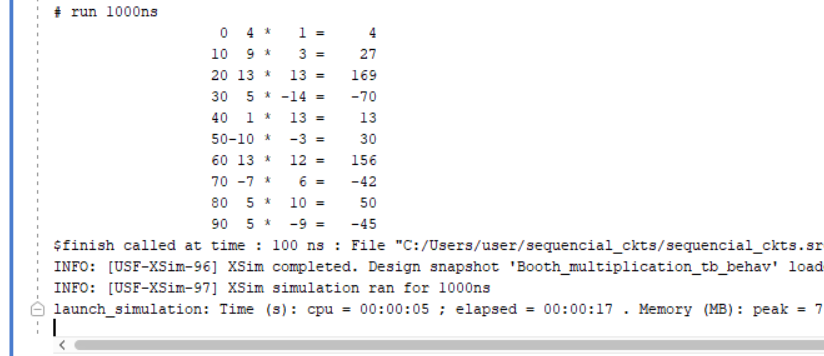 # run 1000ns
0  4 *   1 =     4
10  9 *   3 =    27
20 13 *  13 =   169
30  5 * -14 =   -70
40  1 *  13 =    13
50-10 *  -3 =    30
60 13 *  12 =   156
70 -7 *   6 =   -42
80  5 *  10 =    50
90  5 *  -9 =   -45
$finish called at time : 100 ns : File "C:/Users/user/sequencial_ckts/sequencial_ckts.sr
INFO: [USF-XSim-96] XSim completed. Design snapshot 'Booth_multiplication_tb_behav' load
INFO: [USF-XSim-97] XSim simulation ran for 1000ns
launch_simulation: Time (s): cpu = 00:00:05 ; elapsed = 00:00:17 . Memory (MB): peak = 7